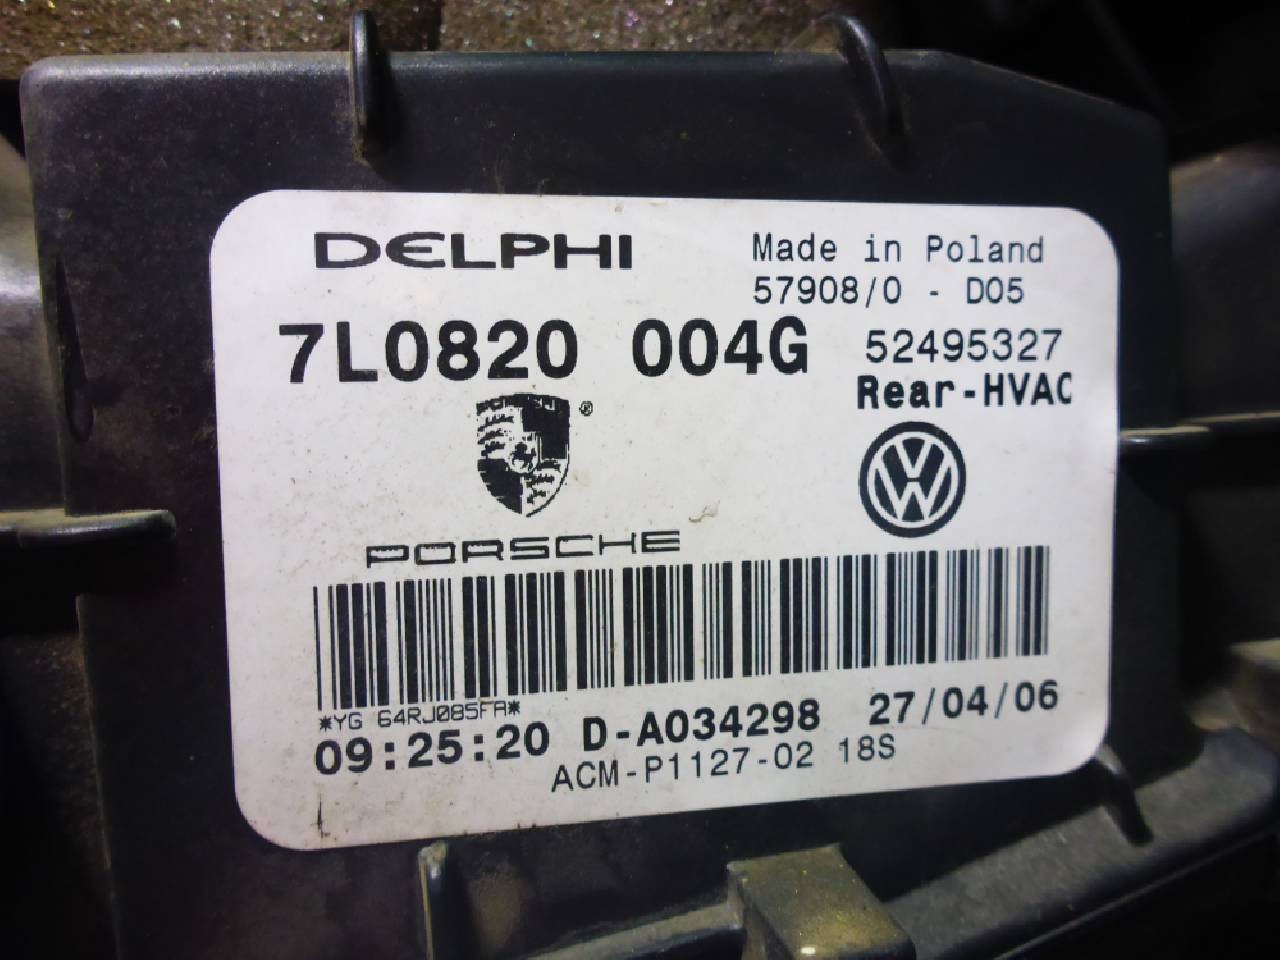 DELPHI
Made in Poland
57908/0 - D05
7L0820 004G
52495327
Rear-HVAC
®
PORSCHE
*YG 64RJ085FA*
09:25:20 D-A034298 27/04/06
ACM-P1127-02 18S